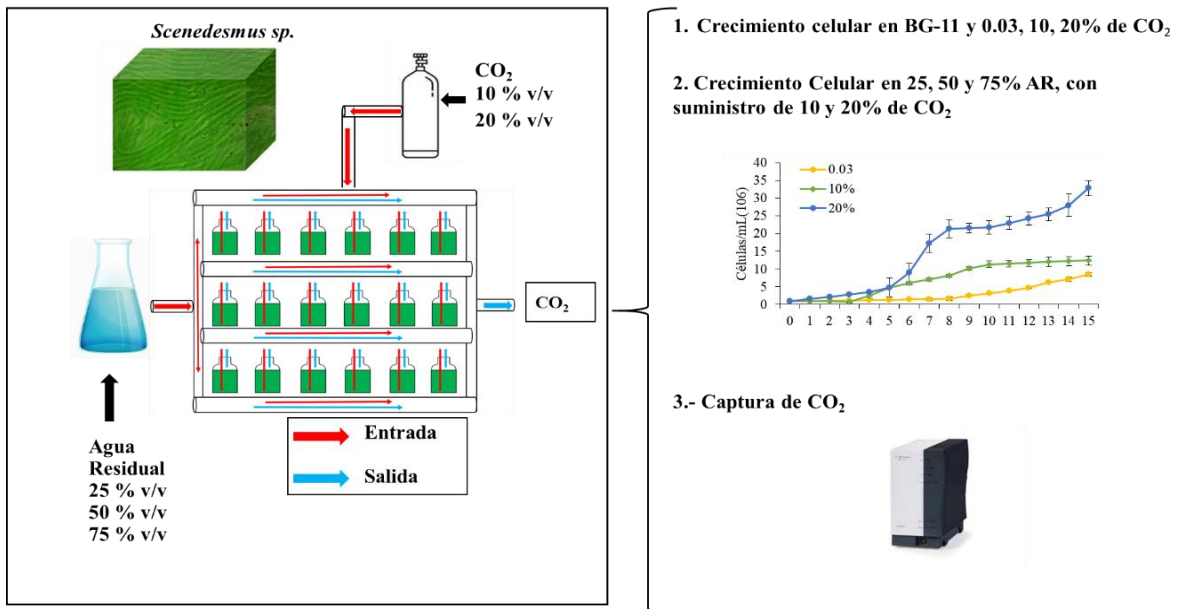 Scenedesmus sp.
CO₂
10 % v/v
20 % v/v
CO₂
Agua
Residual
25 % v/v
50 % v/v
75 % v/v
Entrada
Salida
1. Crecimiento celular en BG-11 y 0.03, 10, 20% de CO₂
2. Crecimiento Celular en 25, 50 y 75% AR, con
suministro de 10 y 20% de CO₂
Células/mL(106)
40
35
30
25
20
15
10
5
0
0.03
10%
20%
0 1 2 3 4 5 6 7 8 9 10 11 12 13 14 15
3.- Captura de CO₂